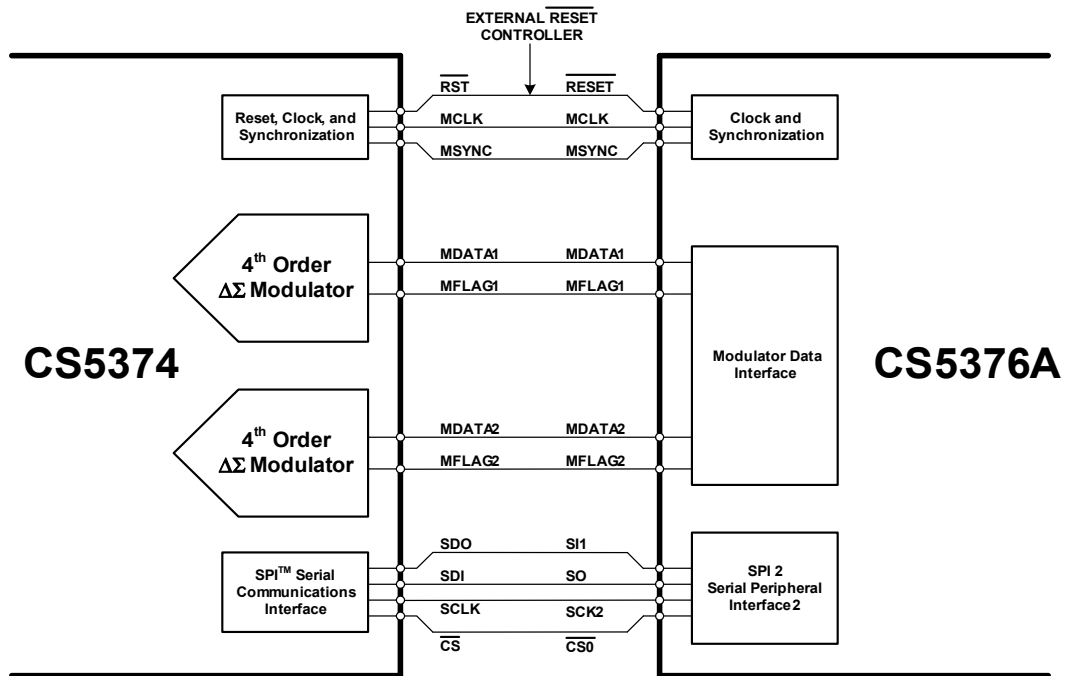 EXTERNAL RESET
CONTROLLER
RST RESET
Reset, Clock, and
Synchronization
MCLK MCLK
Clock and
Synchronization
MSYNC MSYNC
4th Order
ΔΣ Modulator
MDATA1 MDATA1
MFLAG1 MFLAG1
CS5374
Modulator Data
Interface
CS5376A
4th Order
ΔΣ Modulator
MDATA2 MDATA2
MFLAG2 MFLAG2
SDO SI1
SPI™ Serial
Communications
Interface
SDI SO
SPI 2
Serial Peripheral
Interface2
SCLK SCK2
CS CS0